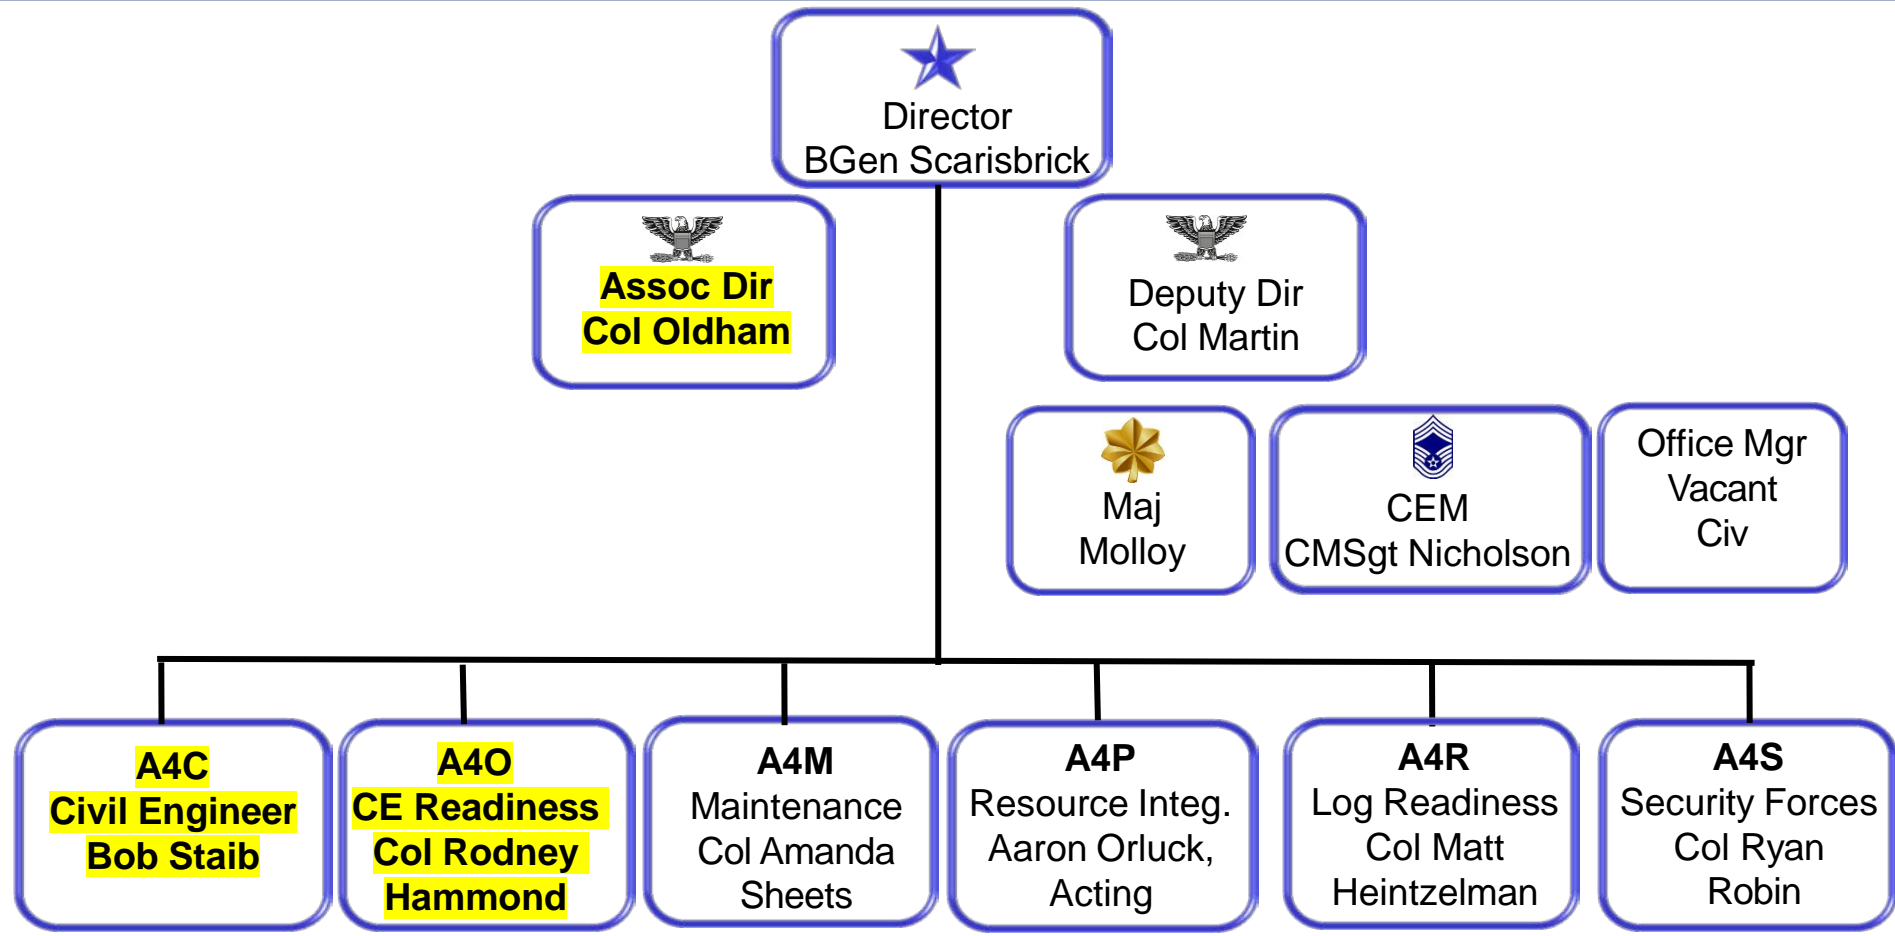 Director
BGen Scarisbrick
Assoc Dir
Col Oldham
Deputy Dir
Col Martin
Maj
Molloy
CEM
CMSgt Nicholson
Office Mgr
Vacant
Civ
A4C
Civil Engineer
Bob Staib
A4O
CE Readiness
Col Rodney
Hammond
A4M
Maintenance
Col Amanda
Sheets
A4P
Resource Integ.
Aaron Orluck,
Acting
A4R
Log Readiness
Col Matt
Heintzelman
A4S
Security Forces
Col Ryan
Robin